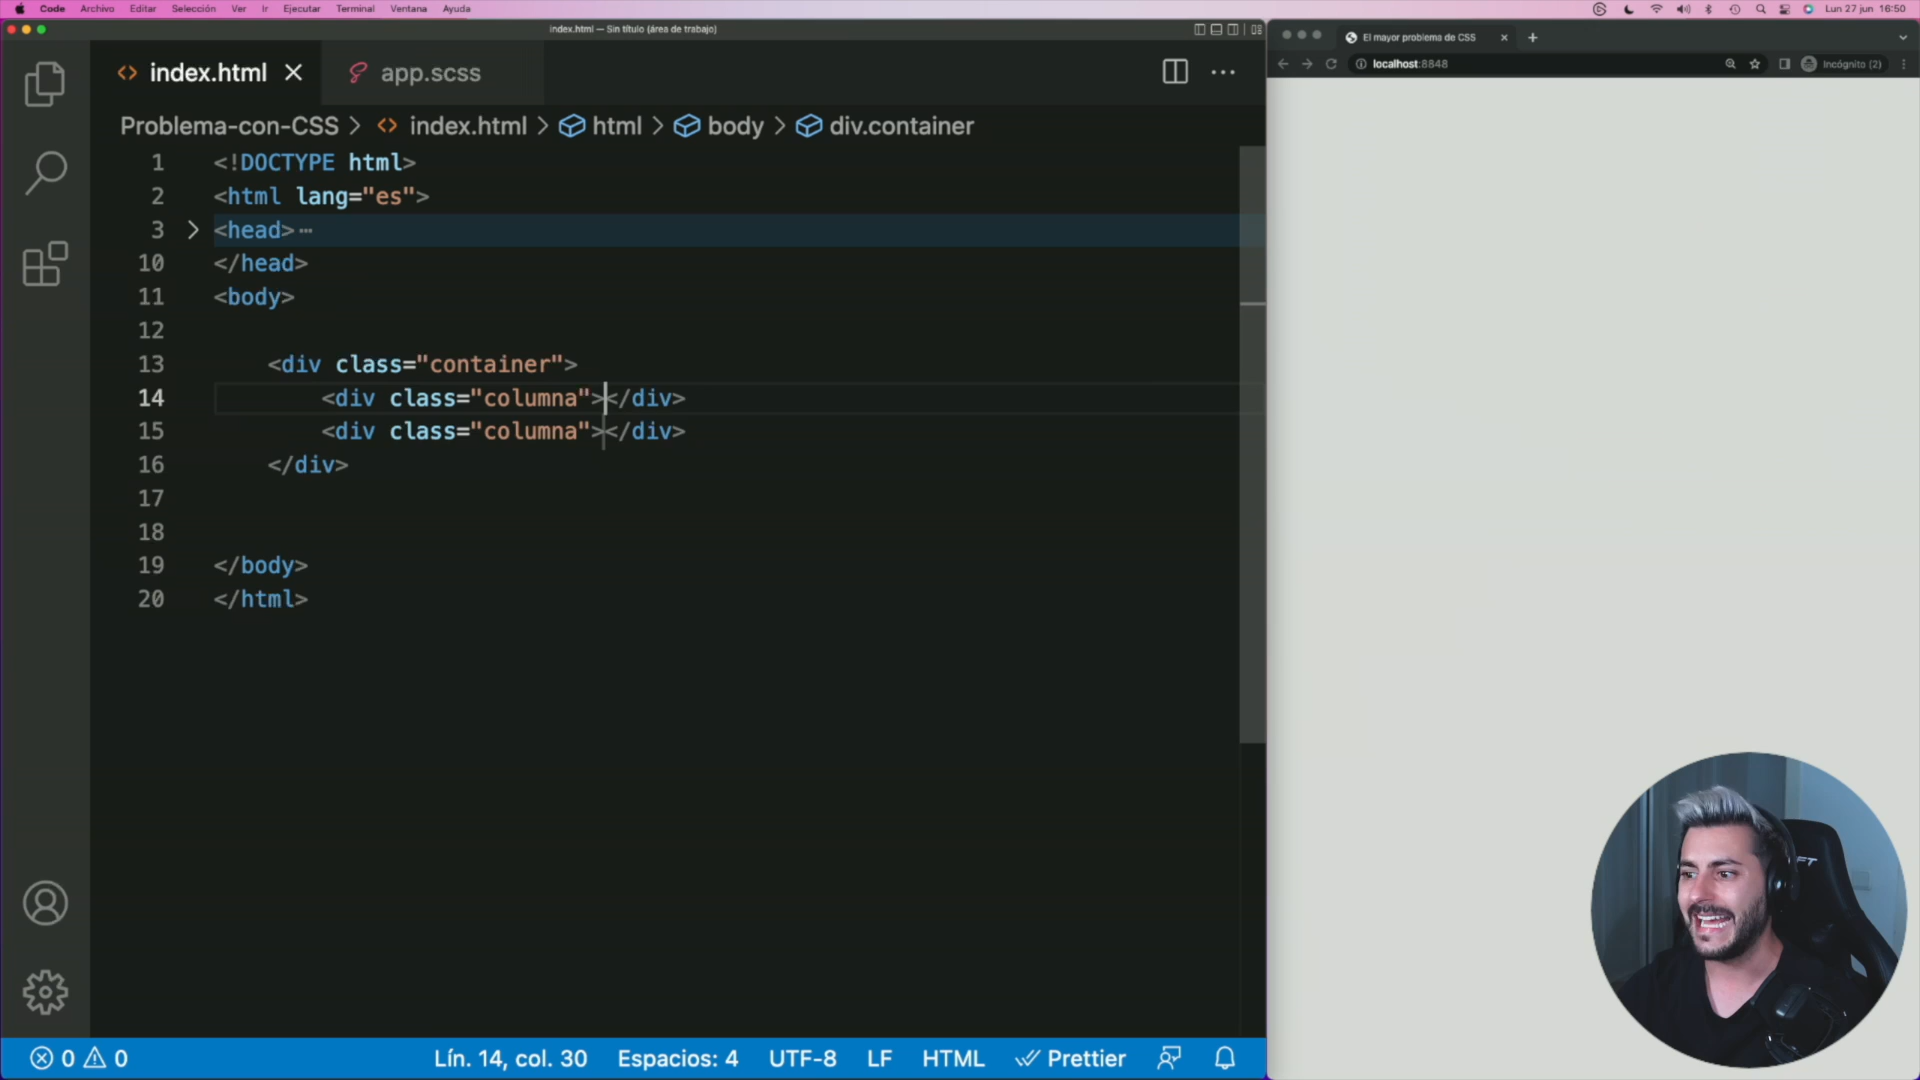 Code Archivo Editar Selección Ver Ir Ejecutar Terminal Ventana Ayuda
Lun 27 jun 16:50
index.html — Sin título (área de trabajo)
El mayor problema de CSS
localhost:8848
Incógnito (2)
index.html
app.scss
Problema-con-CSS > index.html > html > body > div.container
1 <!DOCTYPE html>
2 <html lang="es">
3 <head>…
10 </head>
11 <body>
12
13 <div class="container">
14 <div class="columna"></div>
15 <div class="columna"></div>
16 </div>
17
18
19 </body>
20 </html>
0 0 Lín. 14, col. 30 Espacios: 4 UTF-8 LF HTML Prettier